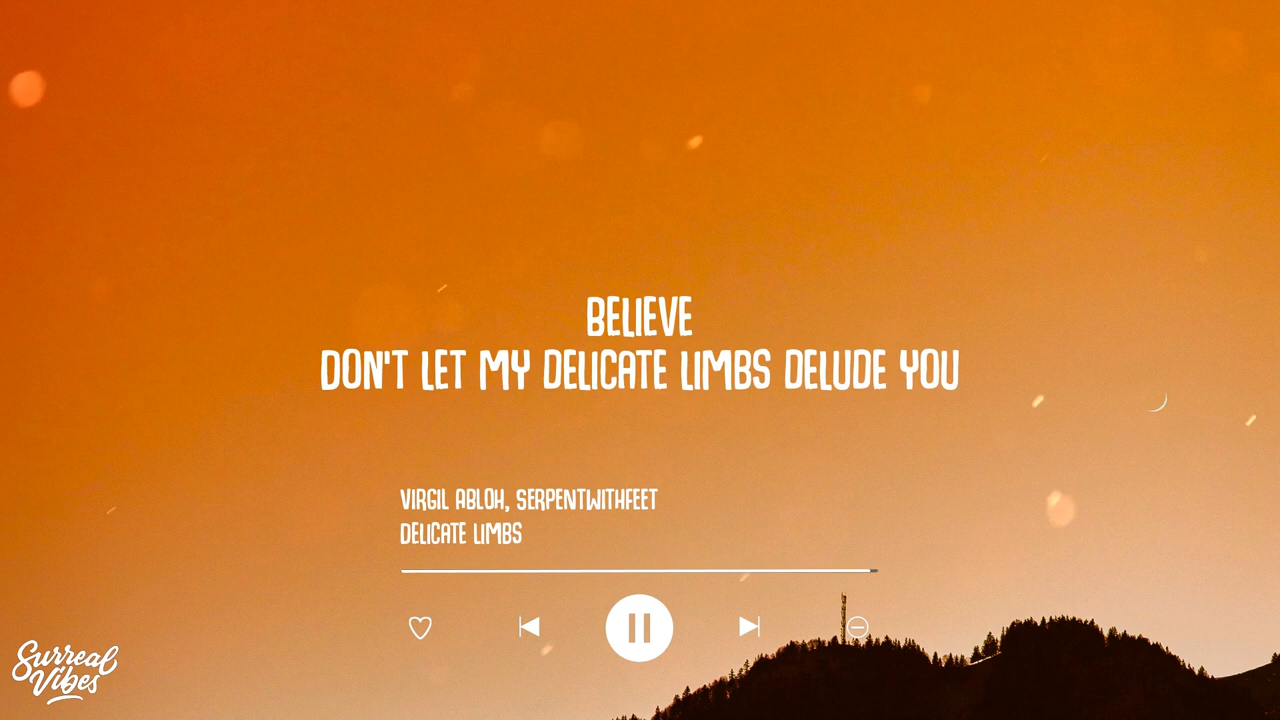 BELIEVE
DON'T LET MY DELICATE LIMBS DELUDE YOU
VIRGIL ABLOH, SERPENTWITHFEET
DELICATE LIMBS
Surreal
Vibes